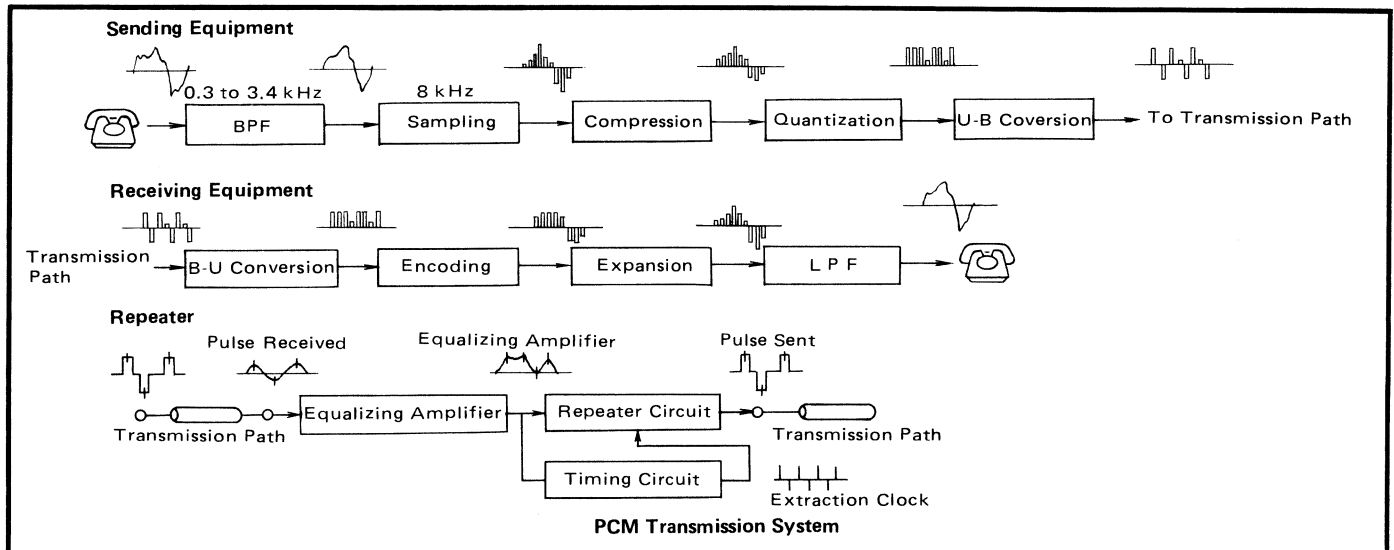 Sending Equipment
0.3 to 3.4 kHz
8 kHz
BPF
Sampling
Compression
Quantization
U-B Coversion
To Transmission Path
Receiving Equipment
Transmission
Path
B-U Conversion
Encoding
Expansion
L P F
Repeater
Pulse Received
Equalizing Amplifier
Pulse Sent
Equalizing Amplifier
Repeater Circuit
Transmission Path
Transmission Path
Timing Circuit
Extraction Clock
PCM Transmission System